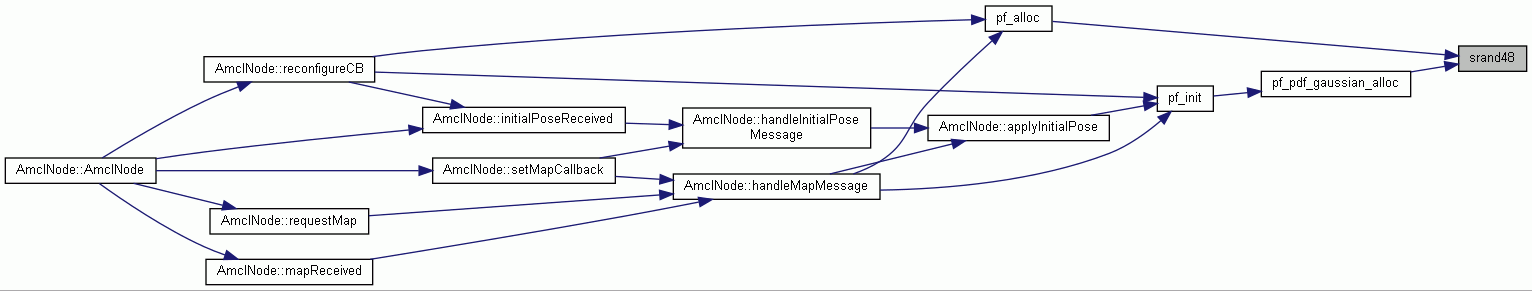 pf_alloc
srand48
AmclNode::reconfigureCB
pf_pdf_gaussian_alloc
pf_init
AmclNode::initialPoseReceived
AmclNode::handleInitialPose
Message
AmclNode::applyInitialPose
AmclNode::AmclNode
AmclNode::setMapCallback
AmclNode::handleMapMessage
AmclNode::requestMap
AmclNode::mapReceived